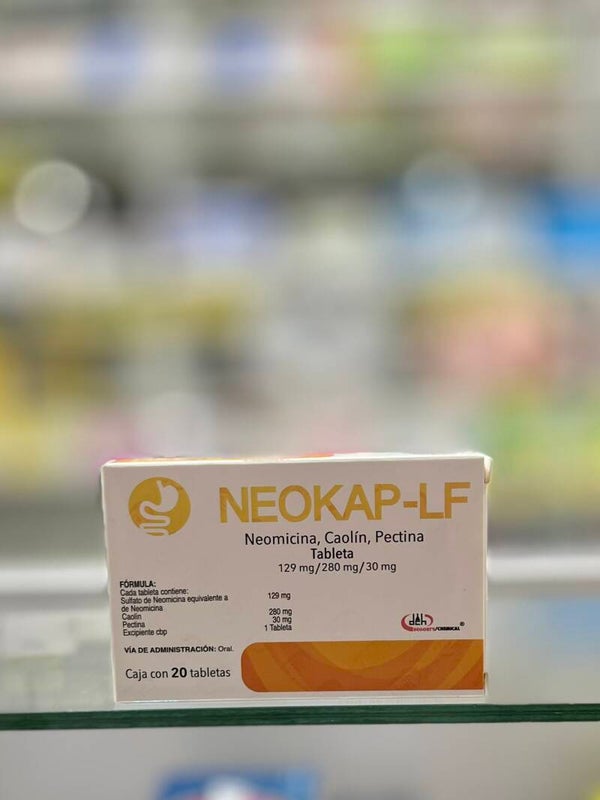 NEOKAP-LF
Neomicina, Caolín, Pectina
Tableta
129 mg/280 mg/30 mg
FÓRMULA:
Cada tableta contiene:
Sulfato de Neomicina equivalente a 129 mg
de Neomicina
Caolín 280 mg
Pectina 30 mg
Excipiente cbp 1 Tableta
VÍA DE ADMINISTRACIÓN: Oral.
Caja con 20 tabletas